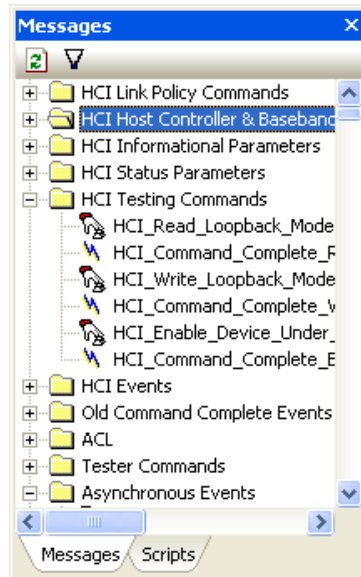 Messages
HCI Link Policy Commands
HCI Host Controller & Baseband
HCI Informational Parameters
HCI Status Parameters
HCI Testing Commands
HCI_Read_Loopback_Mode
HCI_Command_Complete_R
HCI_Write_Loopback_Mode
HCI_Command_Complete_W
HCI_Enable_Device_Under_
HCI_Command_Complete_E
HCI Events
Old Command Complete Events
ACL
Tester Commands
Asynchronous Events
Messages Scripts